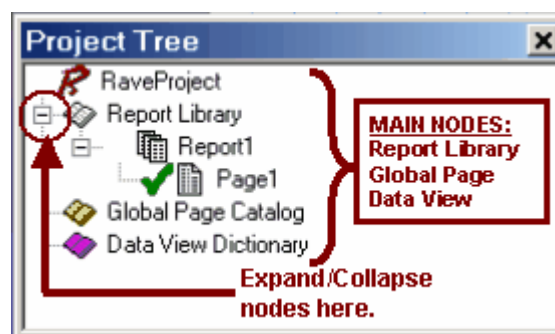 Project Tree
RaveProject
Report Library
Report1
Page1
Global Page Catalog
Data View Dictionary
MAIN NODES:
Report Library
Global Page
Data View
Expand/Collapse
nodes here.